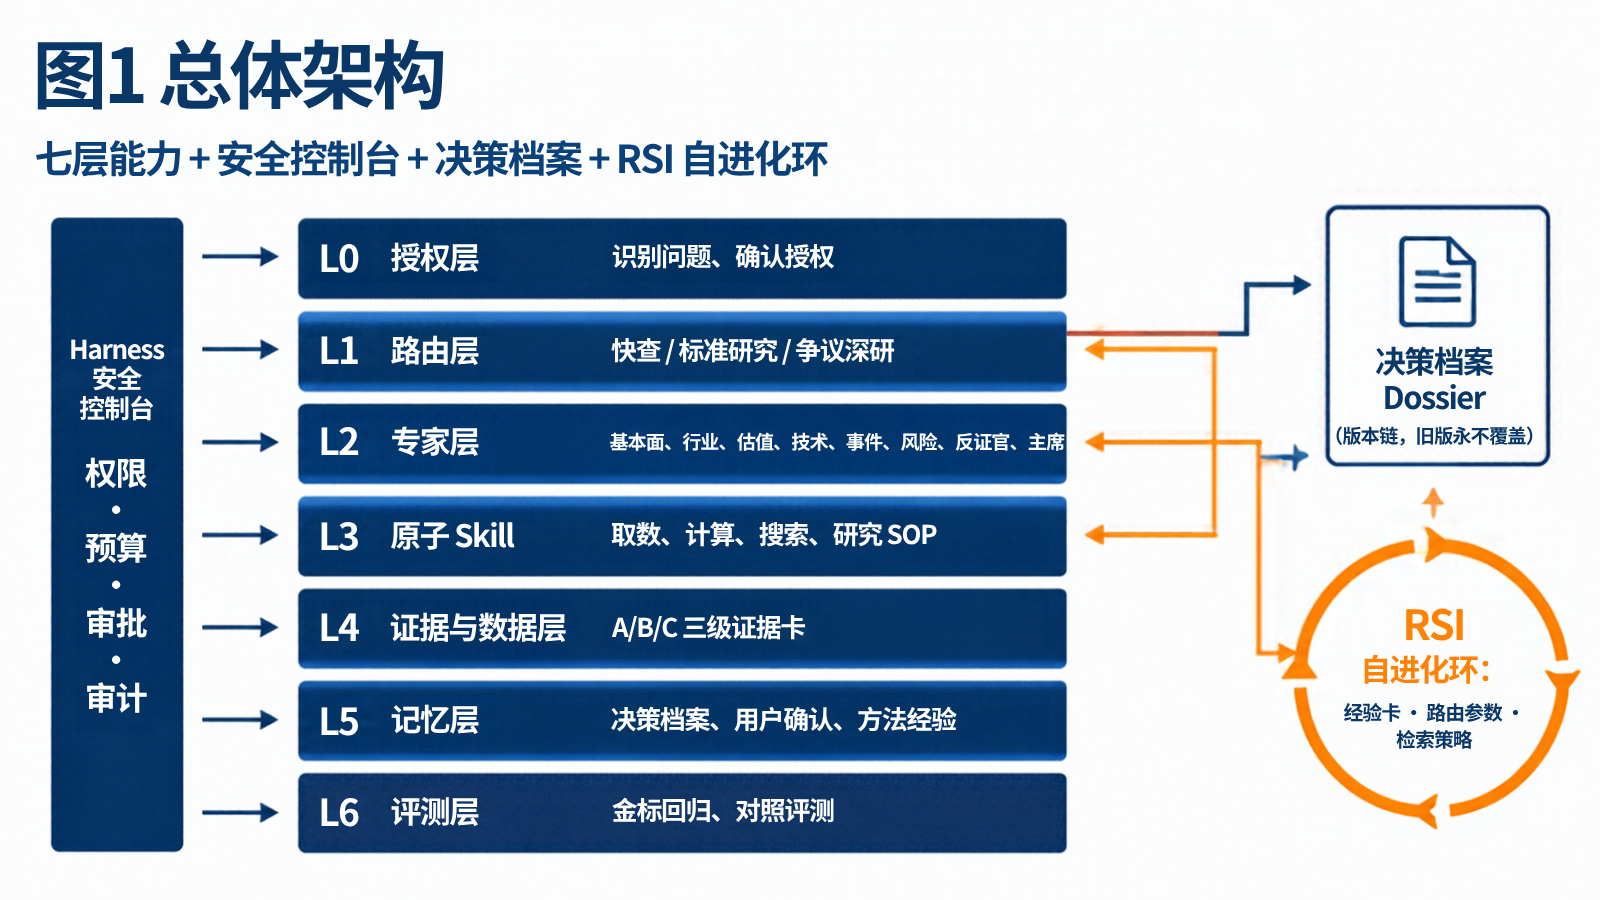 图1 总体架构
七层能力 + 安全控制台 + 决策档案 + RSI 自进化环
Harness
安全
控制台
权限
•
预算
•
审批
•
审计
L0 授权层 识别问题、确认授权
L1 路由层 快查 / 标准研究 / 争议深研
L2 专家层 基本面、行业、估值、技术、事件、风险、反证官、主席
L3 原子 Skill 取数、计算、搜索、研究 SOP
L4 证据与数据层 A/B/C 三级证据卡
L5 记忆层 决策档案、用户确认、方法经验
L6 评测层 金标回归、对照评测
决策档案
Dossier
（版本链，旧版永不覆盖）
RSI
自进化环：
经验卡 • 路由参数 •
检索策略